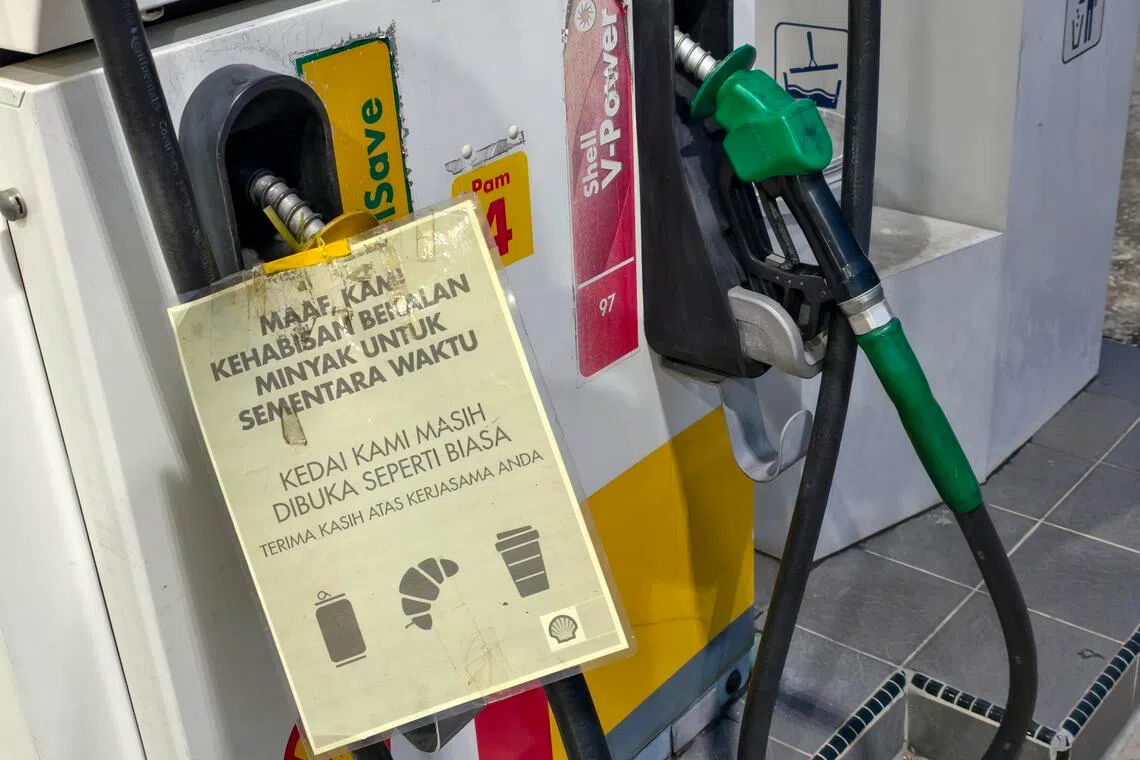 Continental
Save
Pam
4
Shell
V-Power
97
MAAF, KAMI
KEHABISAN BEKALAN
MINYAK UNTUK
SEMENTARA WAKTU
KEDAI KAMI MASIH
DIBUKA SEPERTI BIASA
TERIMA KASIH ATAS KERJASAMA ANDA